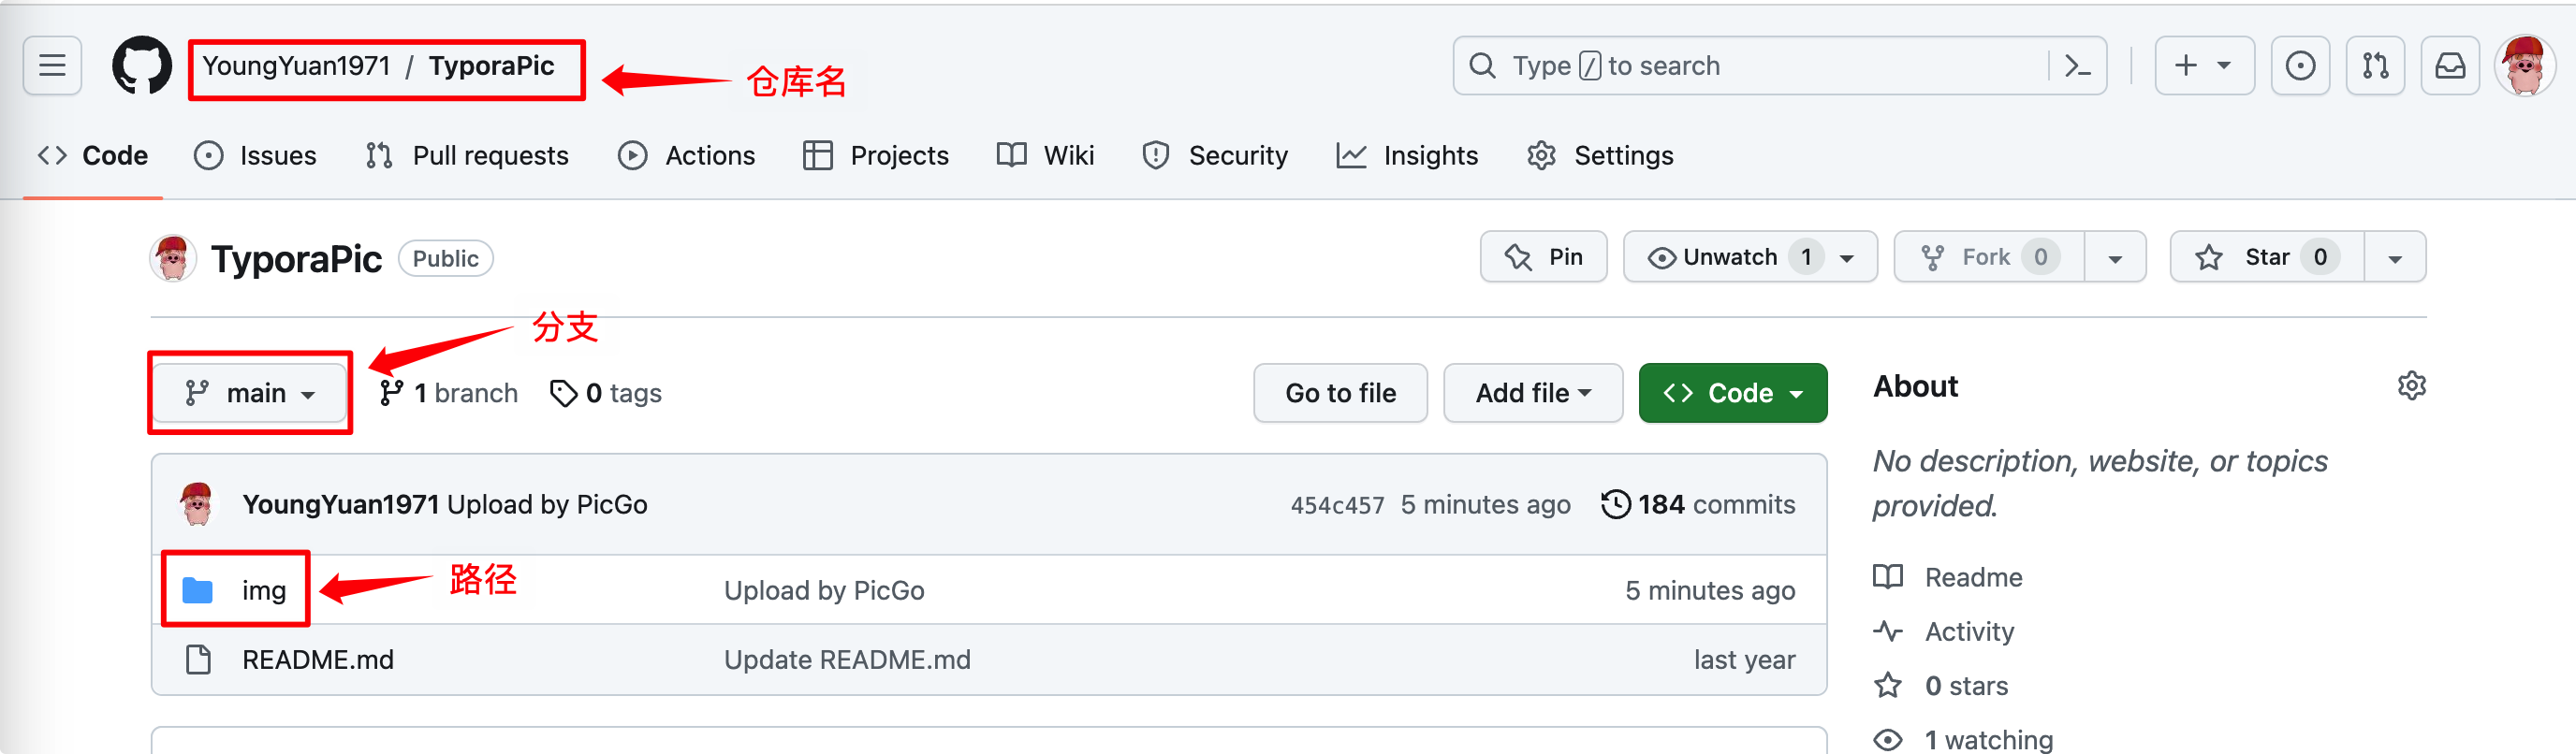 YoungYuan1971 / TyporaPic
仓库名
Type / to search
Code
Issues
Pull requests
Actions
Projects
Wiki
Security
Insights
Settings
TyporaPic Public
Pin
Unwatch 1
Fork 0
Star 0
分支
main
1 branch
0 tags
Go to file
Add file
Code
About
No description, website, or topics
provided.
YoungYuan1971 Upload by PicGo 454c457 5 minutes ago 184 commits
img Upload by PicGo 5 minutes ago
路径
README.md Update README.md last year
Readme
Activity
0 stars
1 watching